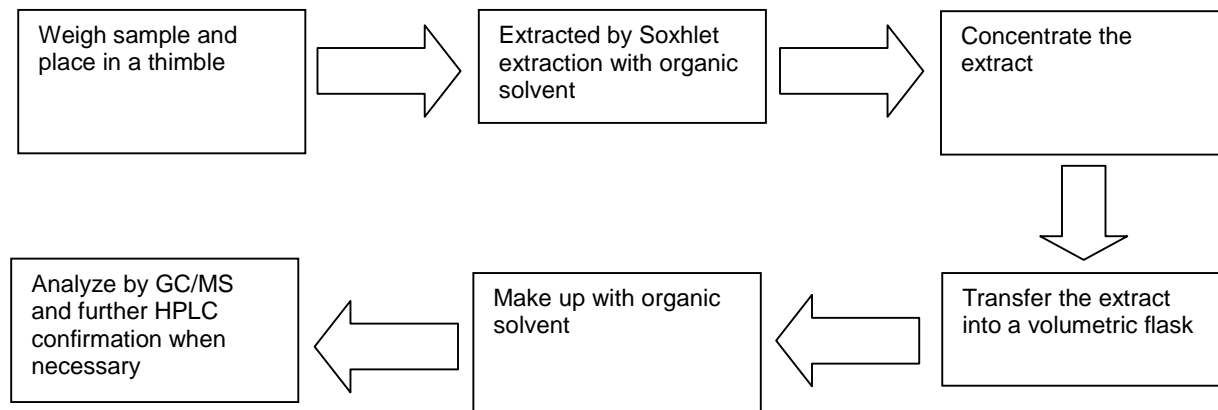 Weigh sample and
place in a thimble
Extracted by Soxhlet
extraction with organic
solvent
Concentrate the
extract
Transfer the extract
into a volumetric flask
Make up with organic
solvent
Analyze by GC/MS
and further HPLC
confirmation when
necessary